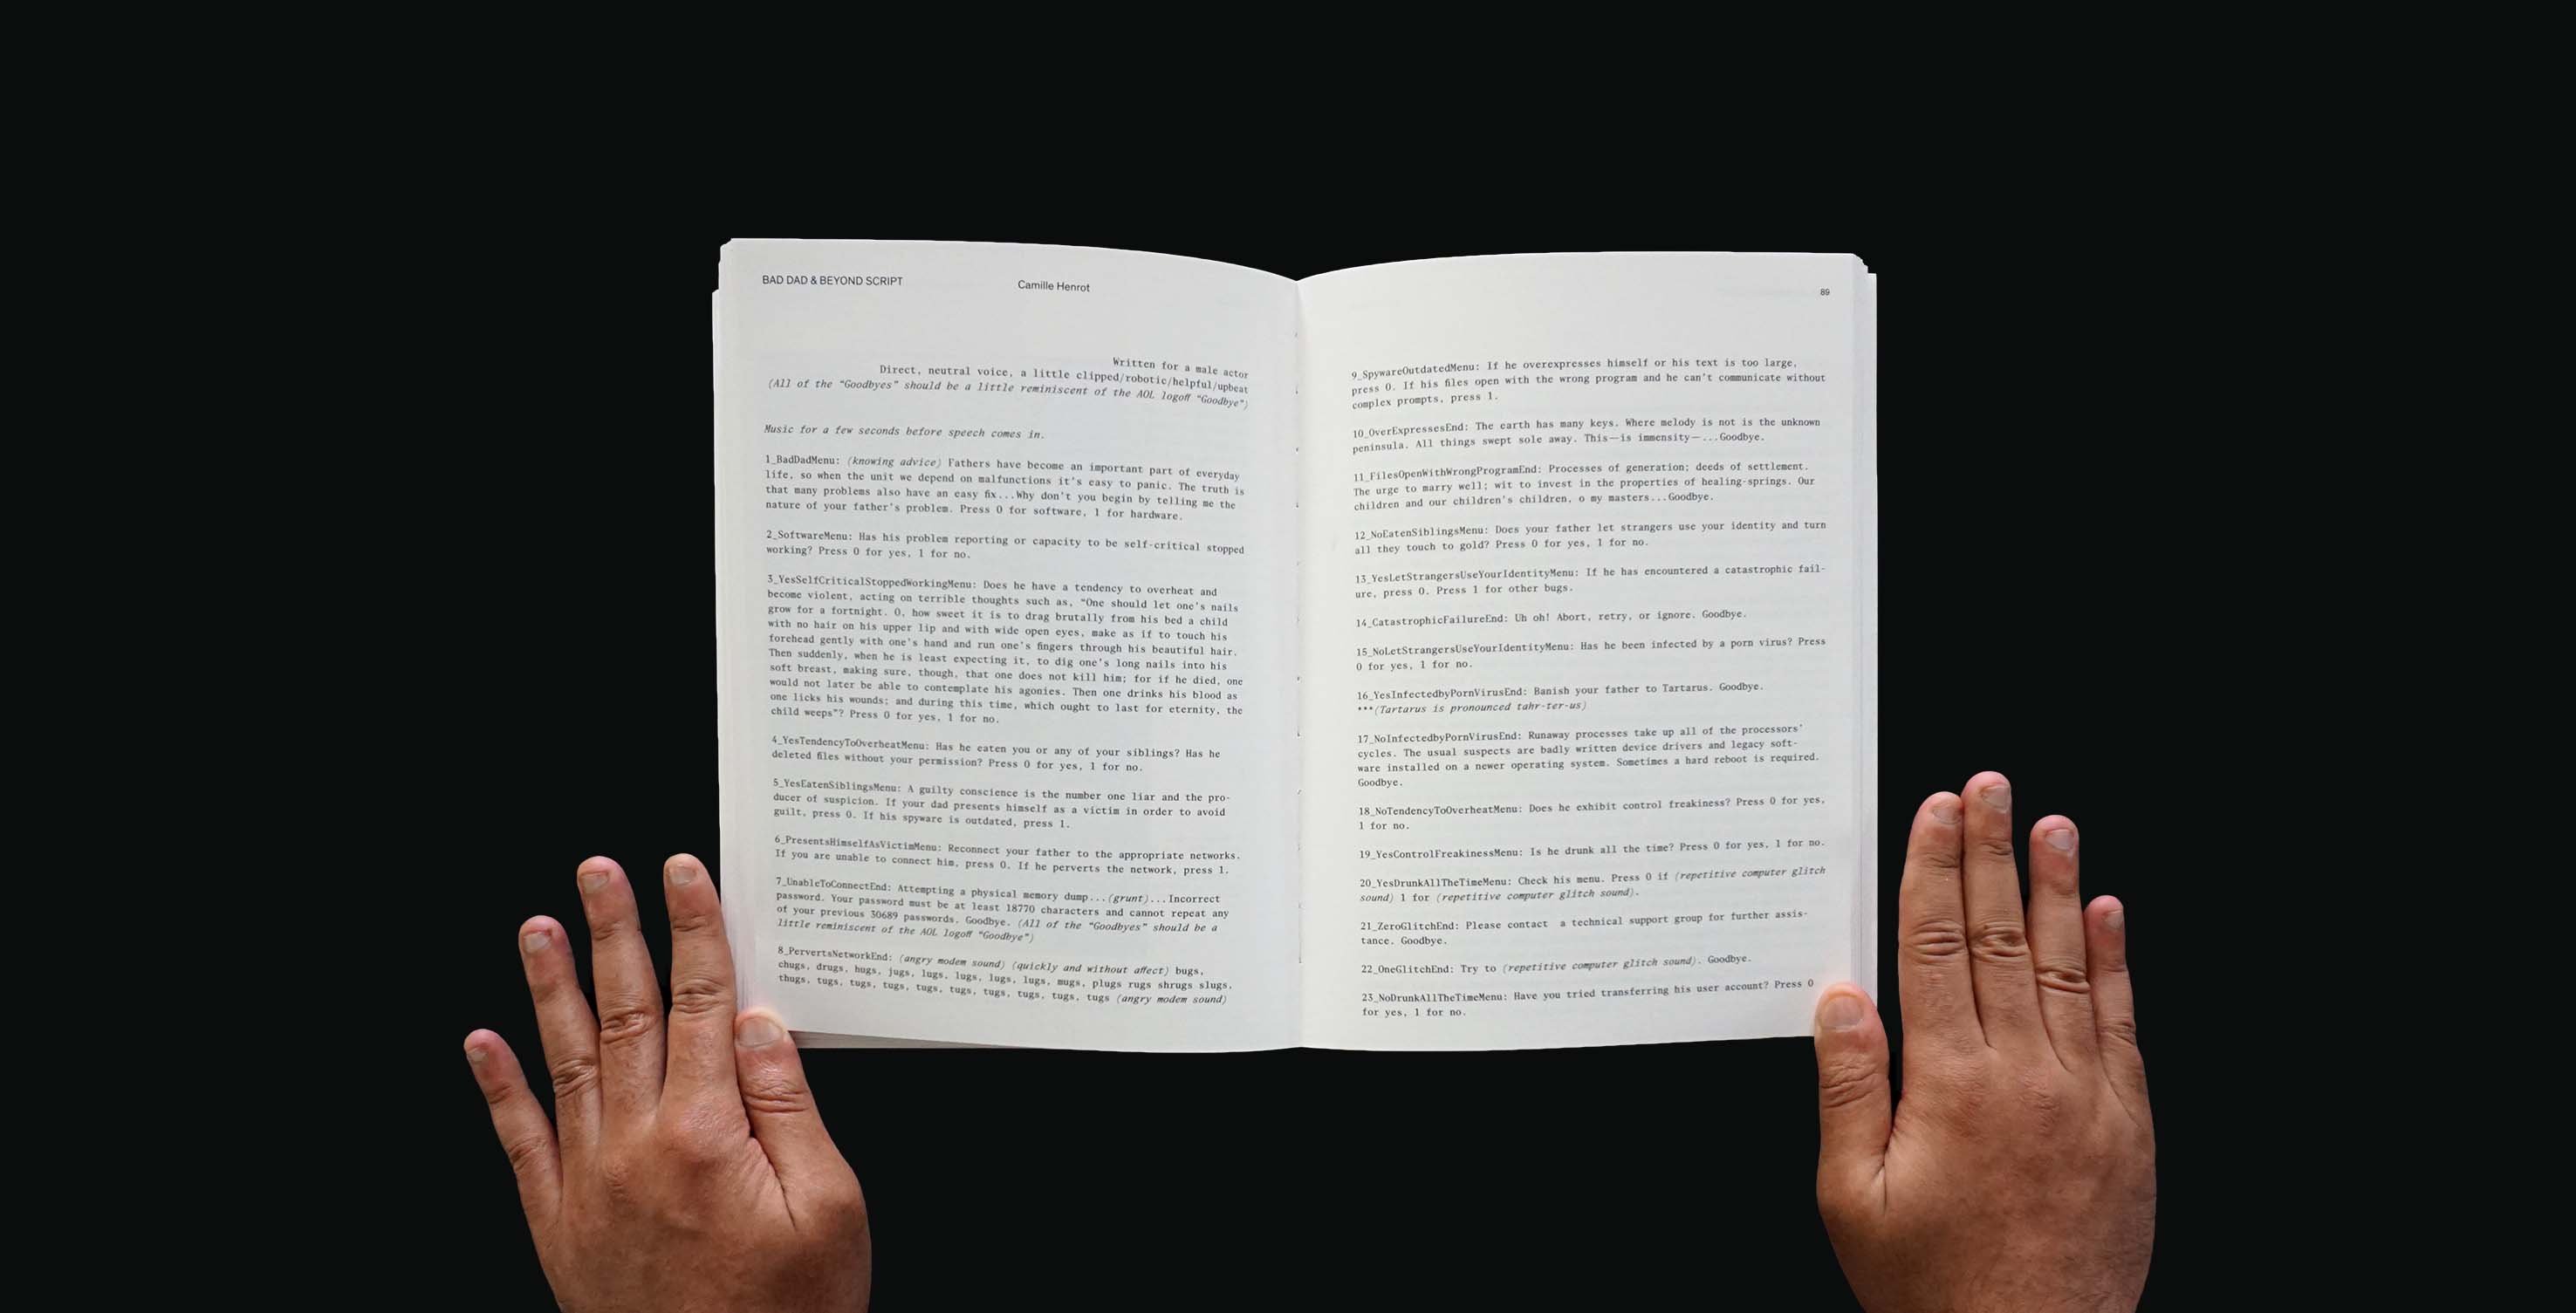 BAD DAD & BEYOND SCRIPT
Camille Henrot
Written for a male actor
Direct, neutral voice, a little clipped/robotic/helpful/upbeat
(All of the “Goodbyes” should be a little reminiscent of the AOL logoff “Goodbye”)
Music for a few seconds before speech comes in.
1_BadDadMenu: (knowing advice) Fathers have become an important part of everyday
life, so when the unit we depend on malfunctions it's easy to panic. The truth is
that many problems also have an easy fix...Why don't you begin by telling me the
nature of your father's problem. Press 0 for software, 1 for hardware.
2_SoftwareMenu: Has his problem reporting or capacity to be self-critical stopped
working? Press 0 for yes, 1 for no.
3_YesSelfCriticalStoppedWorkingMenu: Does he have a tendency to overheat and
become violent, acting on terrible thoughts such as, “One should let one's nails
grow for a fortnight. O, how sweet it is to drag brutally from his bed a child
with no hair on his upper lip and with wide open eyes, make as if to touch his
forehead gently with one's hand and run one's fingers through his beautiful hair.
Then suddenly, when he is least expecting it, to dig one's long nails into his
soft breast, making sure, though, that one does not kill him; for if he died, one
would not later be able to contemplate his agonies. Then one drinks his blood as
one licks his wounds; and during this time, which ought to last for eternity, the
child weeps”? Press 0 for yes, 1 for no.
4_YesTendencyToOverheatMenu: Has he eaten you or any of your siblings? Has he
deleted files without your permission? Press 0 for yes, 1 for no.
5_YesEatenSiblingsMenu: A guilty conscience is the number one liar and the pro-
ducer of suspicion. If your dad presents himself as a victim in order to avoid
guilt, press 0. If his spyware is outdated, press 1.
6_PresentsHimselfAsVictimMenu: Reconnect your father to the appropriate networks.
If you are unable to connect him, press 0. If he perverts the network, press 1.
7_UnableToConnectEnd: Attempting a physical memory dump...(grunt)...Incorrect
password. Your password must be at least 18770 characters and cannot repeat any
of your previous 30689 passwords. Goodbye. (All of the “Goodbyes” should be a
little reminiscent of the AOL logoff “Goodbye”)
8_PervertsNetworkEnd: (angry modem sound) (quickly and without affect) bugs,
chugs, drugs, hugs, jugs, lugs, lugs, lugs, lugs, mugs, plugs rugs shrugs slugs,
thugs, tugs, tugs, tugs, tugs, tugs, tugs, tugs, tugs, tugs (angry modem sound)
89
9_SpywareOutdatedMenu: If he overexpresses himself or his text is too large,
press 0. If his files open with the wrong program and he can't communicate without
complex prompts, press 1.
10_OverExpressesEnd: The earth has many keys. Where melody is not is the unknown
peninsula. All things swept sole away. This—is immensity—...Goodbye.
11_FilesOpenWithWrongProgramEnd: Processes of generation; deeds of settlement.
The urge to marry well; wit to invest in the properties of healing-springs. Our
children and our children's children, o my masters...Goodbye.
12_NoEatenSiblingsMenu: Does your father let strangers use your identity and turn
all they touch to gold? Press 0 for yes, 1 for no.
13_YesLetStrangersUseYourIdentityMenu: If he has encountered a catastrophic fail-
ure, press 0. Press 1 for other bugs.
14_CatastrophicFailureEnd: Uh oh! Abort, retry, or ignore. Goodbye.
15_NoLetStrangersUseYourIdentityMenu: Has he been infected by a porn virus? Press
0 for yes, 1 for no.
16_YesInfectedbyPornVirusEnd: Banish your father to Tartarus. Goodbye.
***(Tartarus is pronounced tahr-ter-us)
17_NoInfectedbyPornVirusEnd: Runaway processes take up all of the processors'
cycles. The usual suspects are badly written device drivers and legacy soft-
ware installed on a newer operating system. Sometimes a hard reboot is required.
Goodbye.
18_NoTendencyToOverheatMenu: Does he exhibit control freakiness? Press 0 for yes,
1 for no.
19_YesControlFreakinessMenu: Is he drunk all the time? Press 0 for yes, 1 for no.
20_YesDrunkAllTheTimeMenu: Check his menu. Press 0 if (repetitive computer glitch
sound) 1 for (repetitive computer glitch sound).
21_ZeroGlitchEnd: Please contact a technical support group for further assis-
tance. Goodbye.
22_OneGlitchEnd: Try to (repetitive computer glitch sound). Goodbye.
23_NoDrunkAllTheTimeMenu: Have you tried transferring his user account? Press 0
for yes, 1 for no.